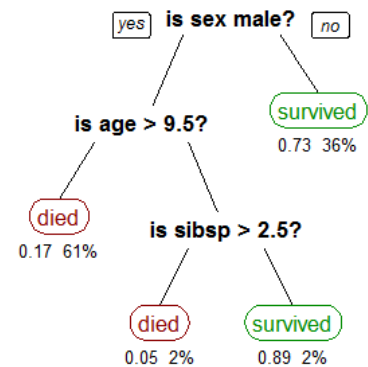 yes is sex male? no
survived
0.73 36%
is age > 9.5?
died
0.17 61%
is sibsp > 2.5?
died survived
0.05 2% 0.89 2%